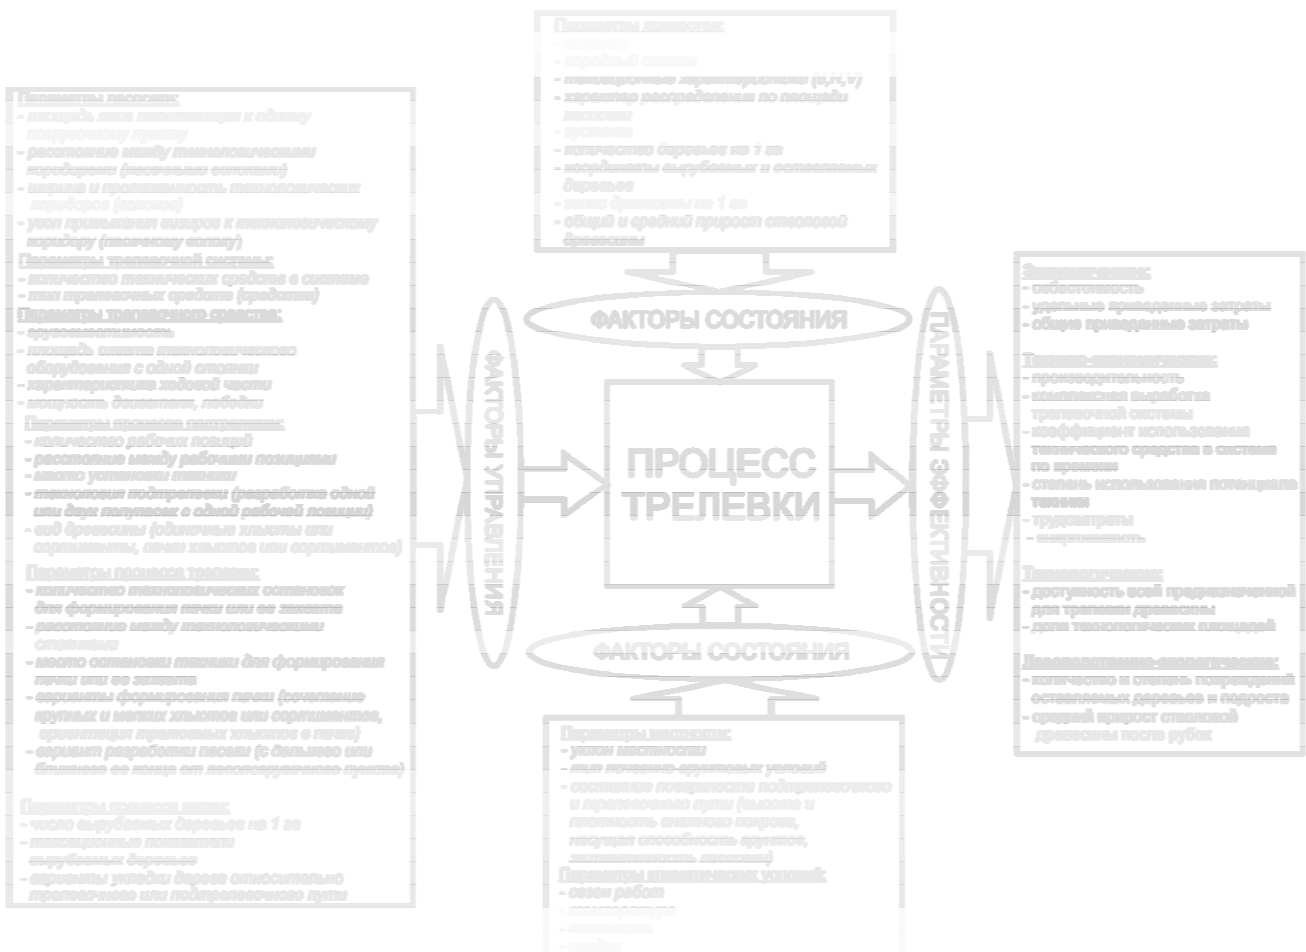 Параметры древостоя:
- породный состав
- таксационные характеристики (d,H,V)
- характер распределения по площади
лесосеки
- густота
- количество деревьев на 1 га
- координаты вырубаемых и оставляемых
деревьев
- запас древесины на 1 га
- общий и средний прирост стволовой
древесины
ФАКТОРЫ СОСТОЯНИЯ
Параметры лесосеки:
- площадь тяготеющая к одному
погрузочному пункту
- расстояние между технологическими
коридорами (пасечными волоками)
- ширина и протяженность технологических
коридоров (волоков)
- угол примыкания визиров к технологическому
коридору (пасечному волоку)
Параметры трелевочной системы:
- количество технических средств в системе
- тип трелевочных средств (средства)
Параметры трелевочного средства:
- грузоемкость
- площадь охвата технологического
оборудования с одной стоянки
- характеристика ходовой части
- мощность двигателя, лебедки
Параметры процесса подтрелевки:
- количество рабочих позиций
- расстояние между рабочими позициями
- место установки техники
- технология подтрелевки (разработка одной
или двух полупасек с одной рабочей позиции)
- вид древесины (одиночные хлысты или
сортименты, пачки хлыстов или сортиментов)
Параметры процесса трелевки:
- количество технологических остановок
для формирования пачки или ее захвата
- расстояние между технологическими
стоянками
- место остановки техники для формирования
пачки или ее захвата
- варианты формирования пачки (сочетание
крупных и мелких хлыстов или сортиментов,
ориентация трелюемых хлыстов в пачке)
- вариант разработки пасеки (с дальнего или
ближнего ее конца от лесопогрузочного пункта)
Параметры процесса валки:
- число вырубаемых деревьев на 1 га
- таксационные показатели
вырубаемых деревьев
- варианты укладки дерева относительно
трелевочного или подтрелевочного пути
ФАКТОРЫ УПРАВЛЕНИЯ
ПРОЦЕСС
ТРЕЛЕВКИ
ПАРАМЕТРЫ ЭФФЕКТИВНОСТИ
Экономические:
- себестоимость
- удельные приведенные затраты
- общие приведенные затраты
Технико-экономические:
- производительность
- комплексная выработка
трелевочной системы
- коэффициент использования
технического средства в системе
по времени
- степень использования потенциала
техники
- трудозатраты
- энергоемкость
Технологические:
- доступность всей предназначенной
для трелевки древесины
- доля технологических площадей
Лесоводственно-экологические:
- количество и степень повреждений
оставляемых деревьев и подроста
- средний прирост стволовой
древесины после рубок
ФАКТОРЫ СОСТОЯНИЯ
Параметры местности:
- уклон местности
- тип почвенно-грунтовых условий
- состояние поверхности подтрелевочного
и трелевочного пути (высота и
плотность снежного покрова,
несущая способность грунтов,
захламленность лесосеки)
Параметры климатических условий:
- сезон работ
- температура